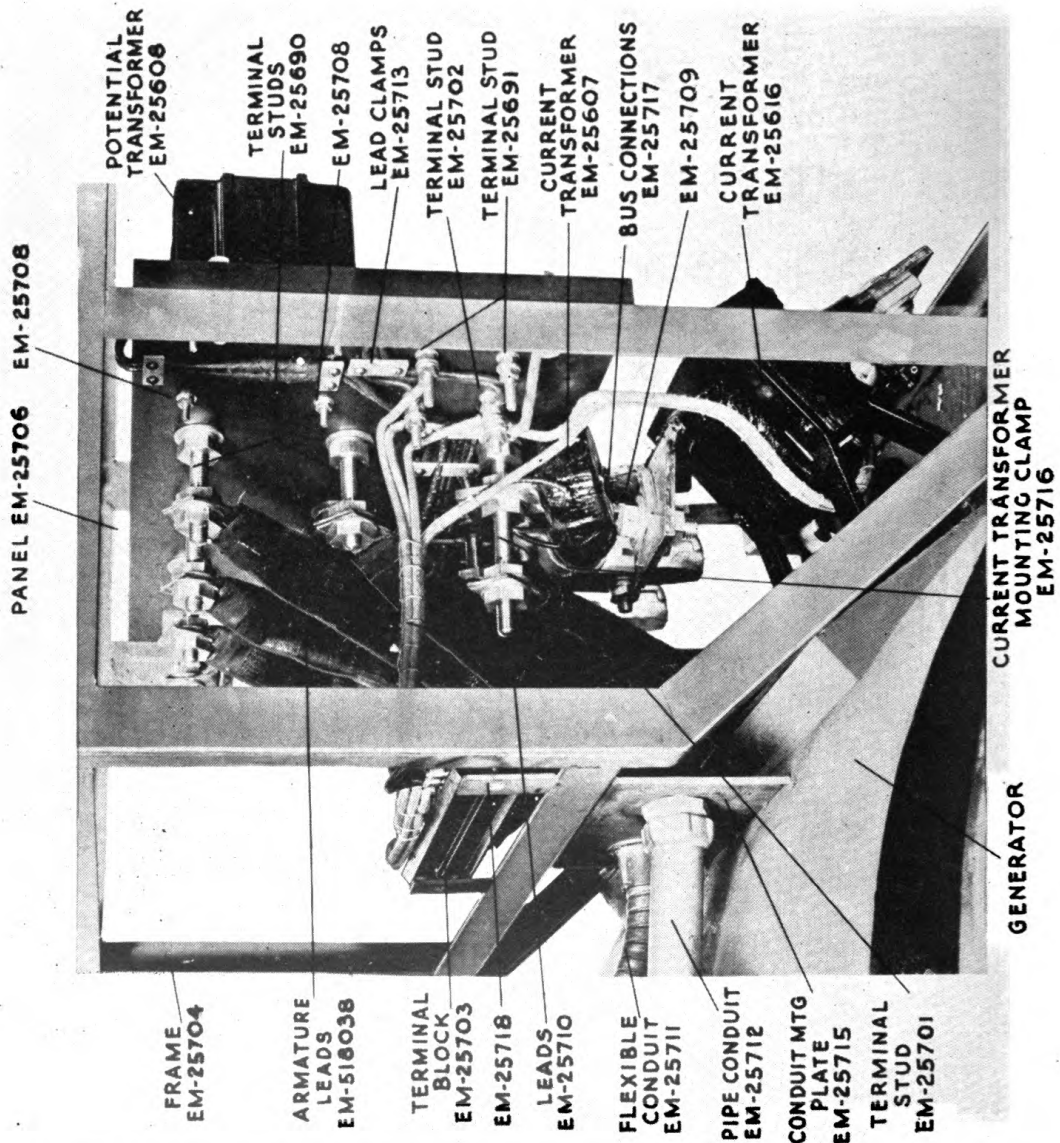 PANEL EM-25706 EM-25708
POTENTIAL
TRANSFORMER
EM-25608
TERMINAL
STUDS
EM-25690
EM-25708
LEAD CLAMPS
EM-25713
TERMINAL STUD
EM-25702
TERMINAL STUD
EM-25691
CURRENT
TRANSFORMER
EM-25607
BUS CONNECTIONS
EM-25717
EM-25709
CURRENT
TRANSFORMER
EM-25616
FRAME
EM-25704
ARMATURE
LEADS
EM-518038
TERMINAL
BLOCK
EM-25703
EM-25718
LEADS
EM-25710
FLEXIBLE
CONDUIT
EM-25711
PIPE CONDUIT
EM-25712
CONDUIT MTG
PLATE
EM-25715
TERMINAL
STUD
EM-25701
GENERATOR
CURRENT TRANSFORMER
MOUNTING CLAMP
EM-25716